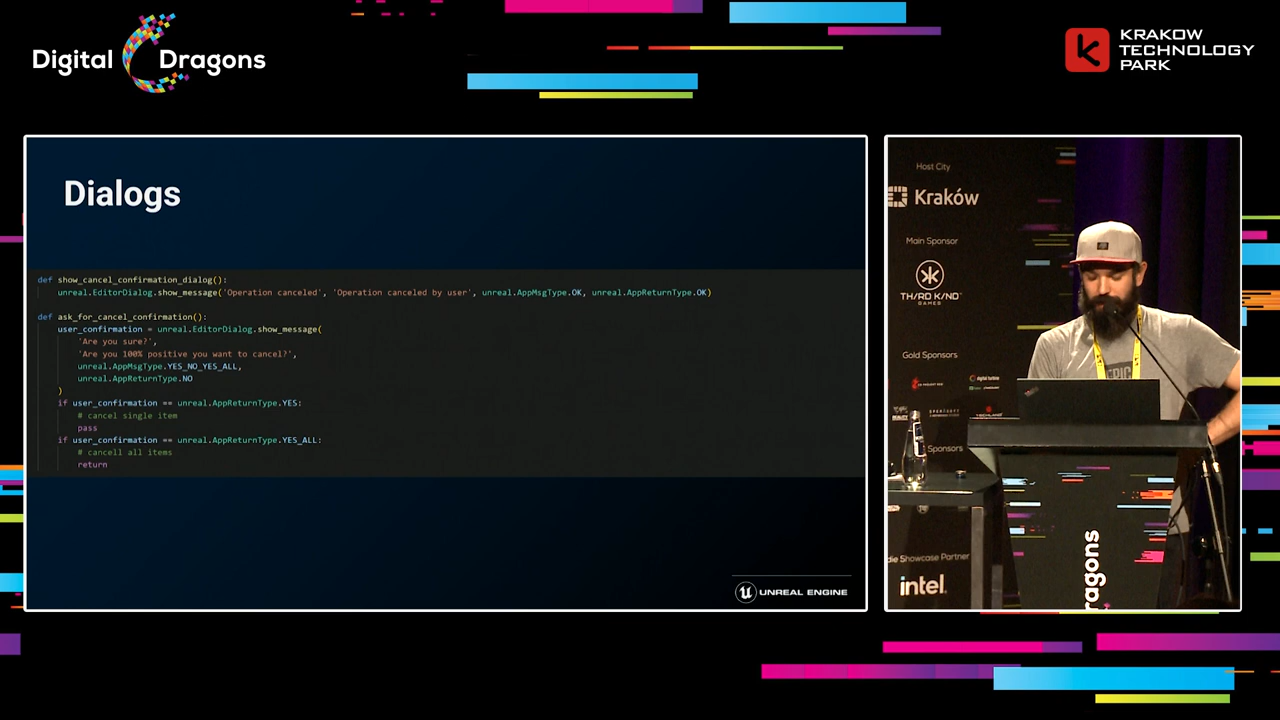 Digital Dragons
KRAKOW
TECHNOLOGY
PARK
Dialogs
def show_cancel_confirmation_dialog():
unreal.EditorDialog.show_message('Operation canceled', 'Operation canceled by user', unreal.AppMsgType.OK, unreal.AppReturnType.OK)
def ask_for_cancel_confirmation():
user_confirmation = unreal.EditorDialog.show_message(
'Are you sure?',
'Are you 100% positive you want to cancel?',
unreal.AppMsgType.YES_NO_YES_ALL,
unreal.AppReturnType.NO
)
if user_confirmation == unreal.AppReturnType.YES:
# cancel single item
pass
if user_confirmation == unreal.AppReturnType.YES_ALL:
# cancell all items
return
UNREAL ENGINE
Host City
Kraków
Main Sponsor
TH/RD K/ND
GAMES
Gold Sponsors
EPIC
Sponsors
die Showcase Partner
intel.
ragons